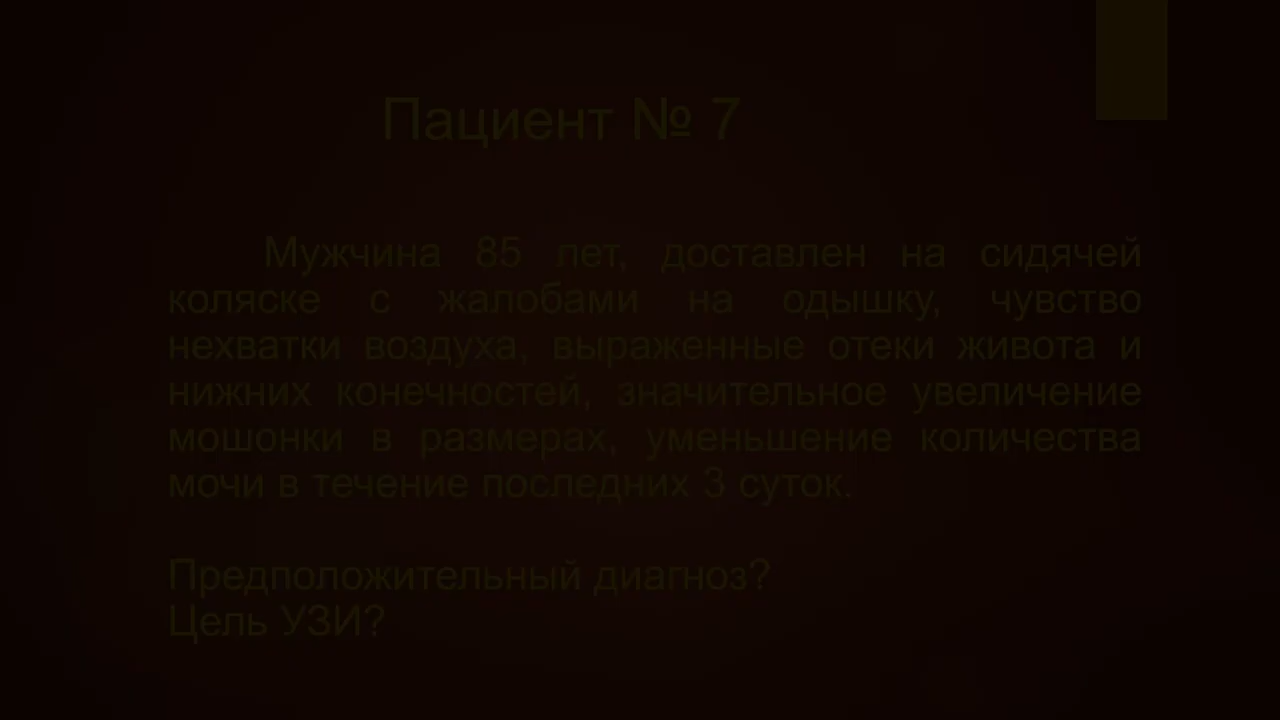 Пациент № 7
Мужчина 85 лет, доставлен на сидячей
коляске с жалобами на одышку, чувство
нехватки воздуха, выраженные отеки живота и
нижних конечностей, значительное увеличение
мошонки в размерах, уменьшение количества
мочи в течение последних 3 суток.
Предположительный диагноз?
Цель УЗИ?